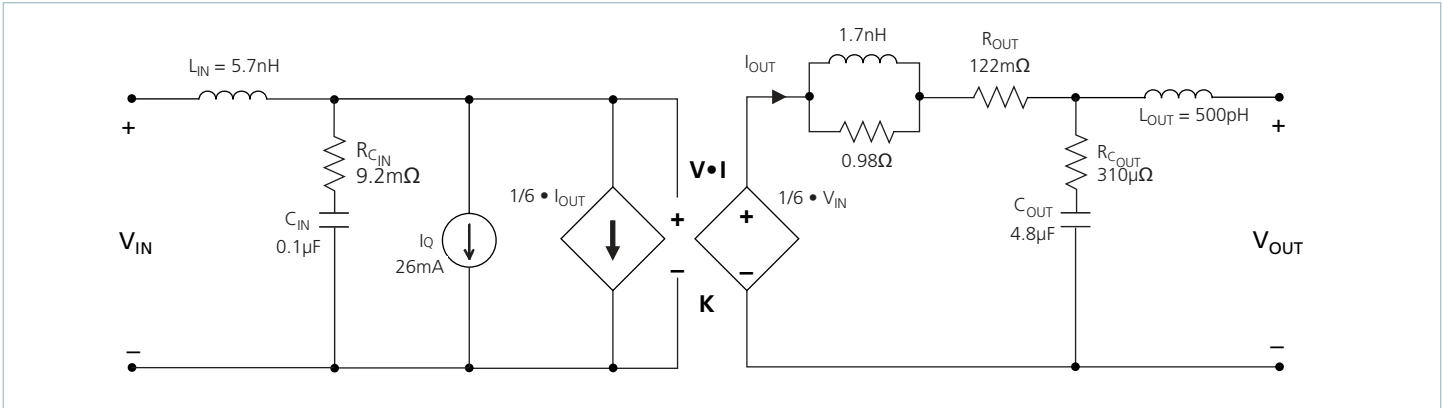 L_IN = 5.7nH
+
−
V_IN
R_C_IN
9.2mΩ
C_IN
0.1µF
I_Q
26mA
1/6 • I_OUT
V•I
+
−
K
+
−
1/6 • V_IN
I_OUT
1.7nH
0.98Ω
R_OUT
122mΩ
R_C_OUT
310µΩ
C_OUT
4.8µF
L_OUT = 500pH
+
−
V_OUT